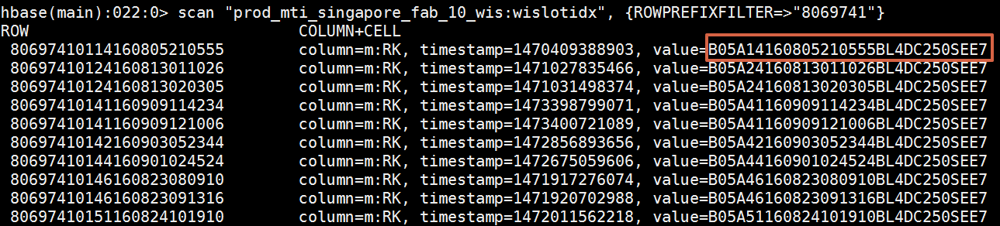 hbase(main):022:0> scan "prod_mti_singapore_fab_10_wis:wislotidx", {ROWPREFIXFILTER=>"8069741"}
ROW COLUMN+CELL
80697410114160805210555 column=m:RK, timestamp=1470409388903, value=B05A14160805210555BL4DC250SEE7
80697410124160813011026 column=m:RK, timestamp=1471027835466, value=B05A24160813011026BL4DC250SEE7
80697410124160813020305 column=m:RK, timestamp=1471031498374, value=B05A24160813020305BL4DC250SEE7
80697410141160909114234 column=m:RK, timestamp=1473398799071, value=B05A41160909114234BL4DC250SEE7
80697410141160909121006 column=m:RK, timestamp=1473400721089, value=B05A41160909121006BL4DC250SEE7
80697410142160903052344 column=m:RK, timestamp=1472856893656, value=B05A42160903052344BL4DC250SEE7
80697410144160901024524 column=m:RK, timestamp=1472675059606, value=B05A44160901024524BL4DC250SEE7
80697410146160823080910 column=m:RK, timestamp=1471917276074, value=B05A46160823080910BL4DC250SEE7
80697410146160823091316 column=m:RK, timestamp=1471920702988, value=B05A46160823091316BL4DC250SEE7
80697410151160824101910 column=m:RK, timestamp=1472011562218, value=B05A51160824101910BL4DC250SEE7